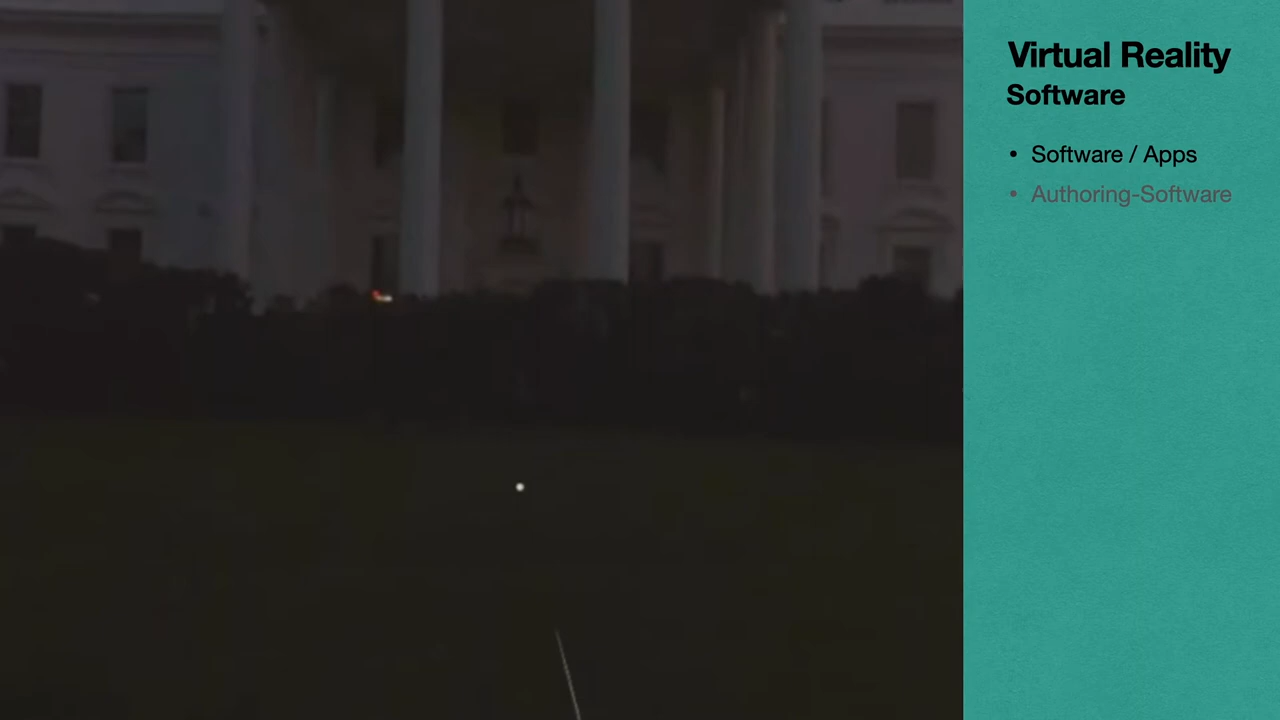 Virtual Reality
Software
• Software / Apps
• Authoring-Software